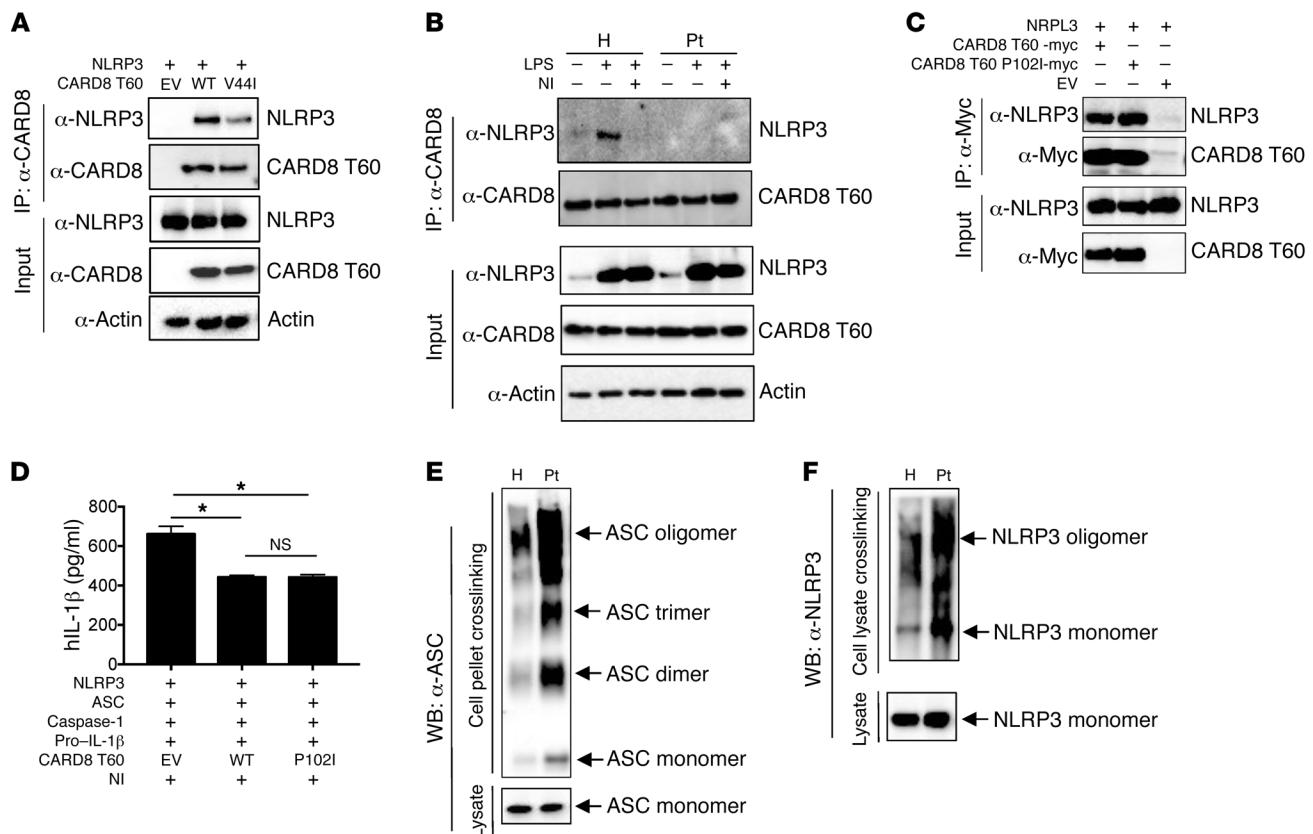 A
NLRP3 + + +
CARD8 T60 EV WT V44I
IP: α-CARD8
α-NLRP3 NLRP3
α-CARD8 CARD8 T60
Input
α-NLRP3 NLRP3
α-CARD8 CARD8 T60
α-Actin Actin
B
H Pt
LPS – + + – + +
NI – – + – – +
IP: α-CARD8
α-NLRP3 NLRP3
α-CARD8 CARD8 T60
Input
α-NLRP3 NLRP3
α-CARD8 CARD8 T60
α-Actin Actin
C
NRPL3 + + +
CARD8 T60 -myc + – –
CARD8 T60 P102I-myc – + –
EV – – +
IP: α-Myc
α-NLRP3 NLRP3
α-Myc CARD8 T60
Input
α-NLRP3 NLRP3
α-Myc CARD8 T60
D
*
*
NS
hIL-1β (pg/ml)
800
600
400
200
0
NLRP3 + + +
ASC + + +
Caspase-1 + + +
Pro–IL-1β + + +
CARD8 T60 EV WT P102I
NI + + +
E
H Pt
WB: α-ASC
Cell pellet crosslinking
ASC oligomer
ASC trimer
ASC dimer
ASC monomer
Lysate
ASC monomer
F
H Pt
WB: α-NLRP3
Cell lysate crosslinking
NLRP3 oligomer
NLRP3 monomer
Lysate
NLRP3 monomer